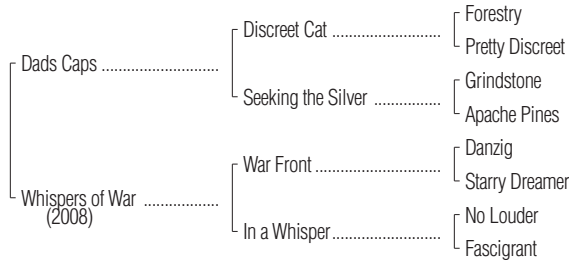 Forestry
Discreet Cat ....................
Pretty Discreet
Dads Caps ......................
Grindstone
Seeking the Silver ............
Apache Pines
Danzig
War Front ......................
Starry Dreamer
Whispers of War ..............
(2008)
No Louder
In a Whisper....................
Fascigrant